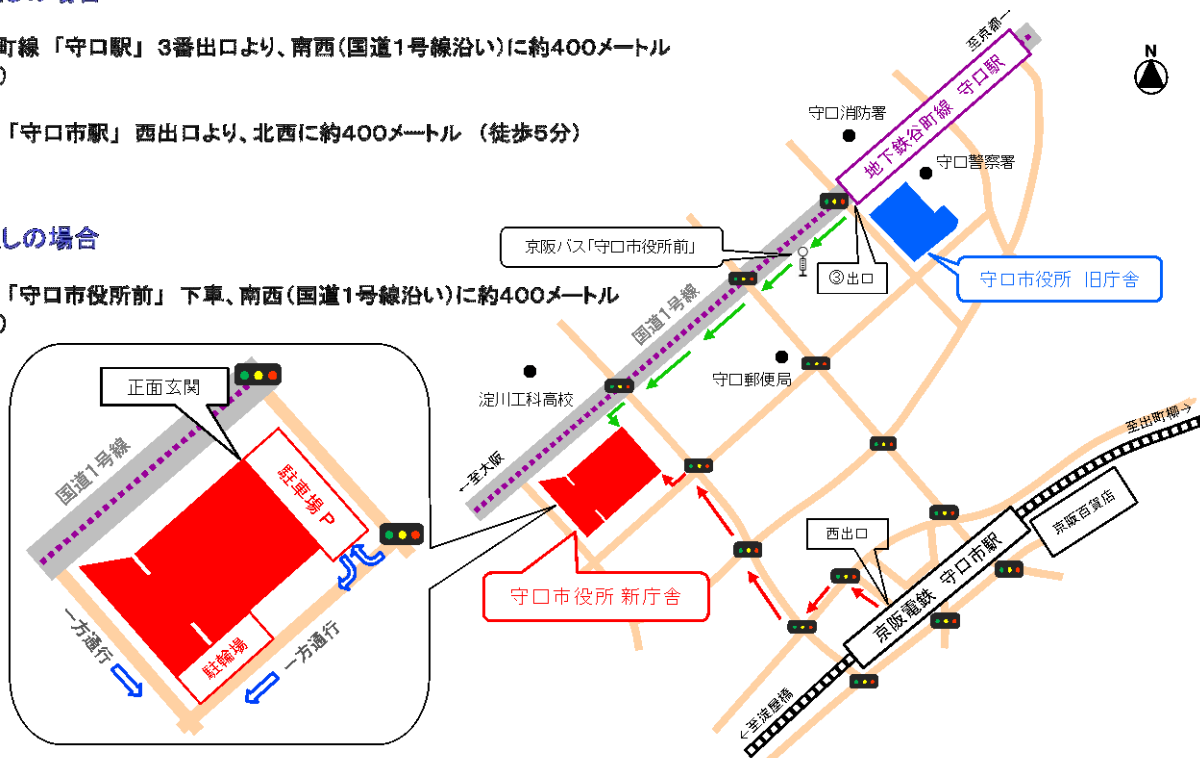 の場合
町線 「守口駅」 3番出口より、南西(国道1号線沿い)に約400メートル
)
「守口市駅」 西出口より、北西に約400メートル (徒歩5分)
しの場合
「守口市役所前」 下車、南西(国道1号線沿い)に約400メートル
)
至京都→
N
地下鉄谷町線 守口駅
守口消防署
守口警察署
京阪バス「守口市役所前」
③出口
守口市役所 旧庁舎
国道1号線
守口郵便局
淀川工科高校
←至大阪
至出町柳→
京阪百貨店
西出口
京阪電鉄 守口市駅
守口市役所 新庁舎
←至淀屋橋
正面玄関
国道1号線
駐車場 P
駐輪場
一方通行
一方通行